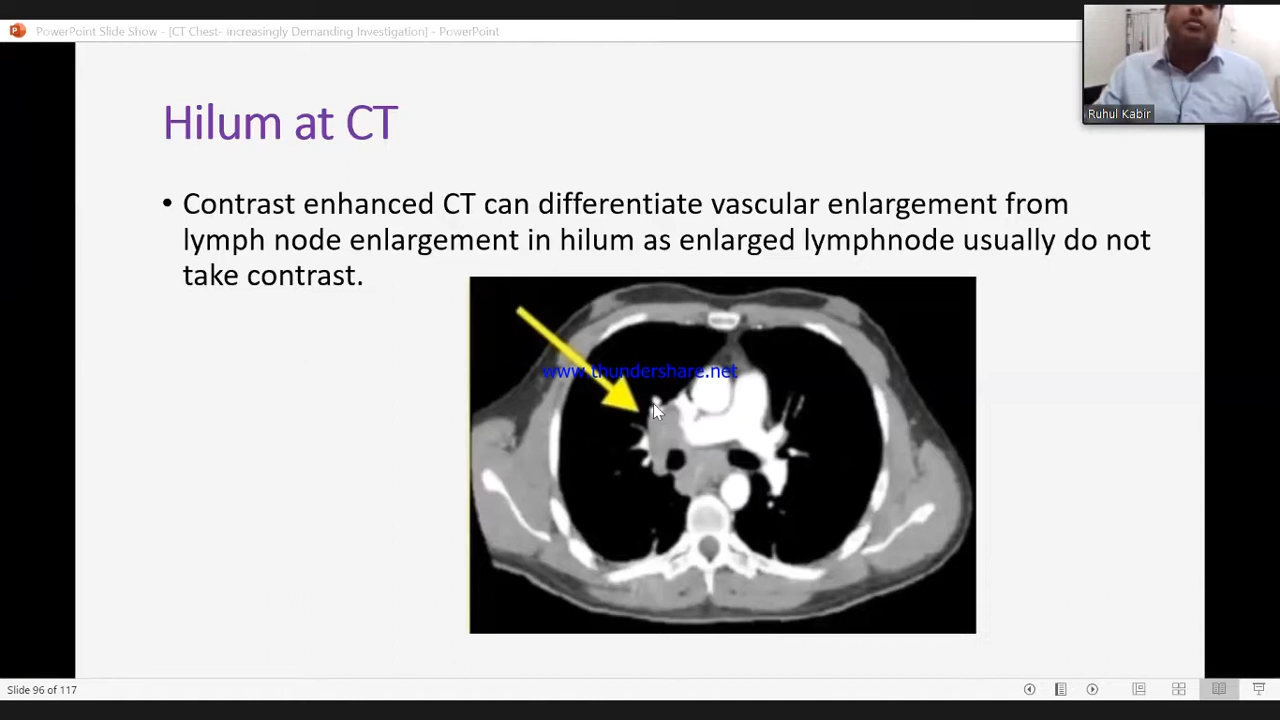 PowerPoint Slide Show - [CT Chest- increasingly Demanding Investigation] - PowerPoint
Ruhul Kabir
Hilum at CT
• Contrast enhanced CT can differentiate vascular enlargement from
lymph node enlargement in hilum as enlarged lymphnode usually do not
take contrast.
www.thundershare.net
Slide 96 of 117